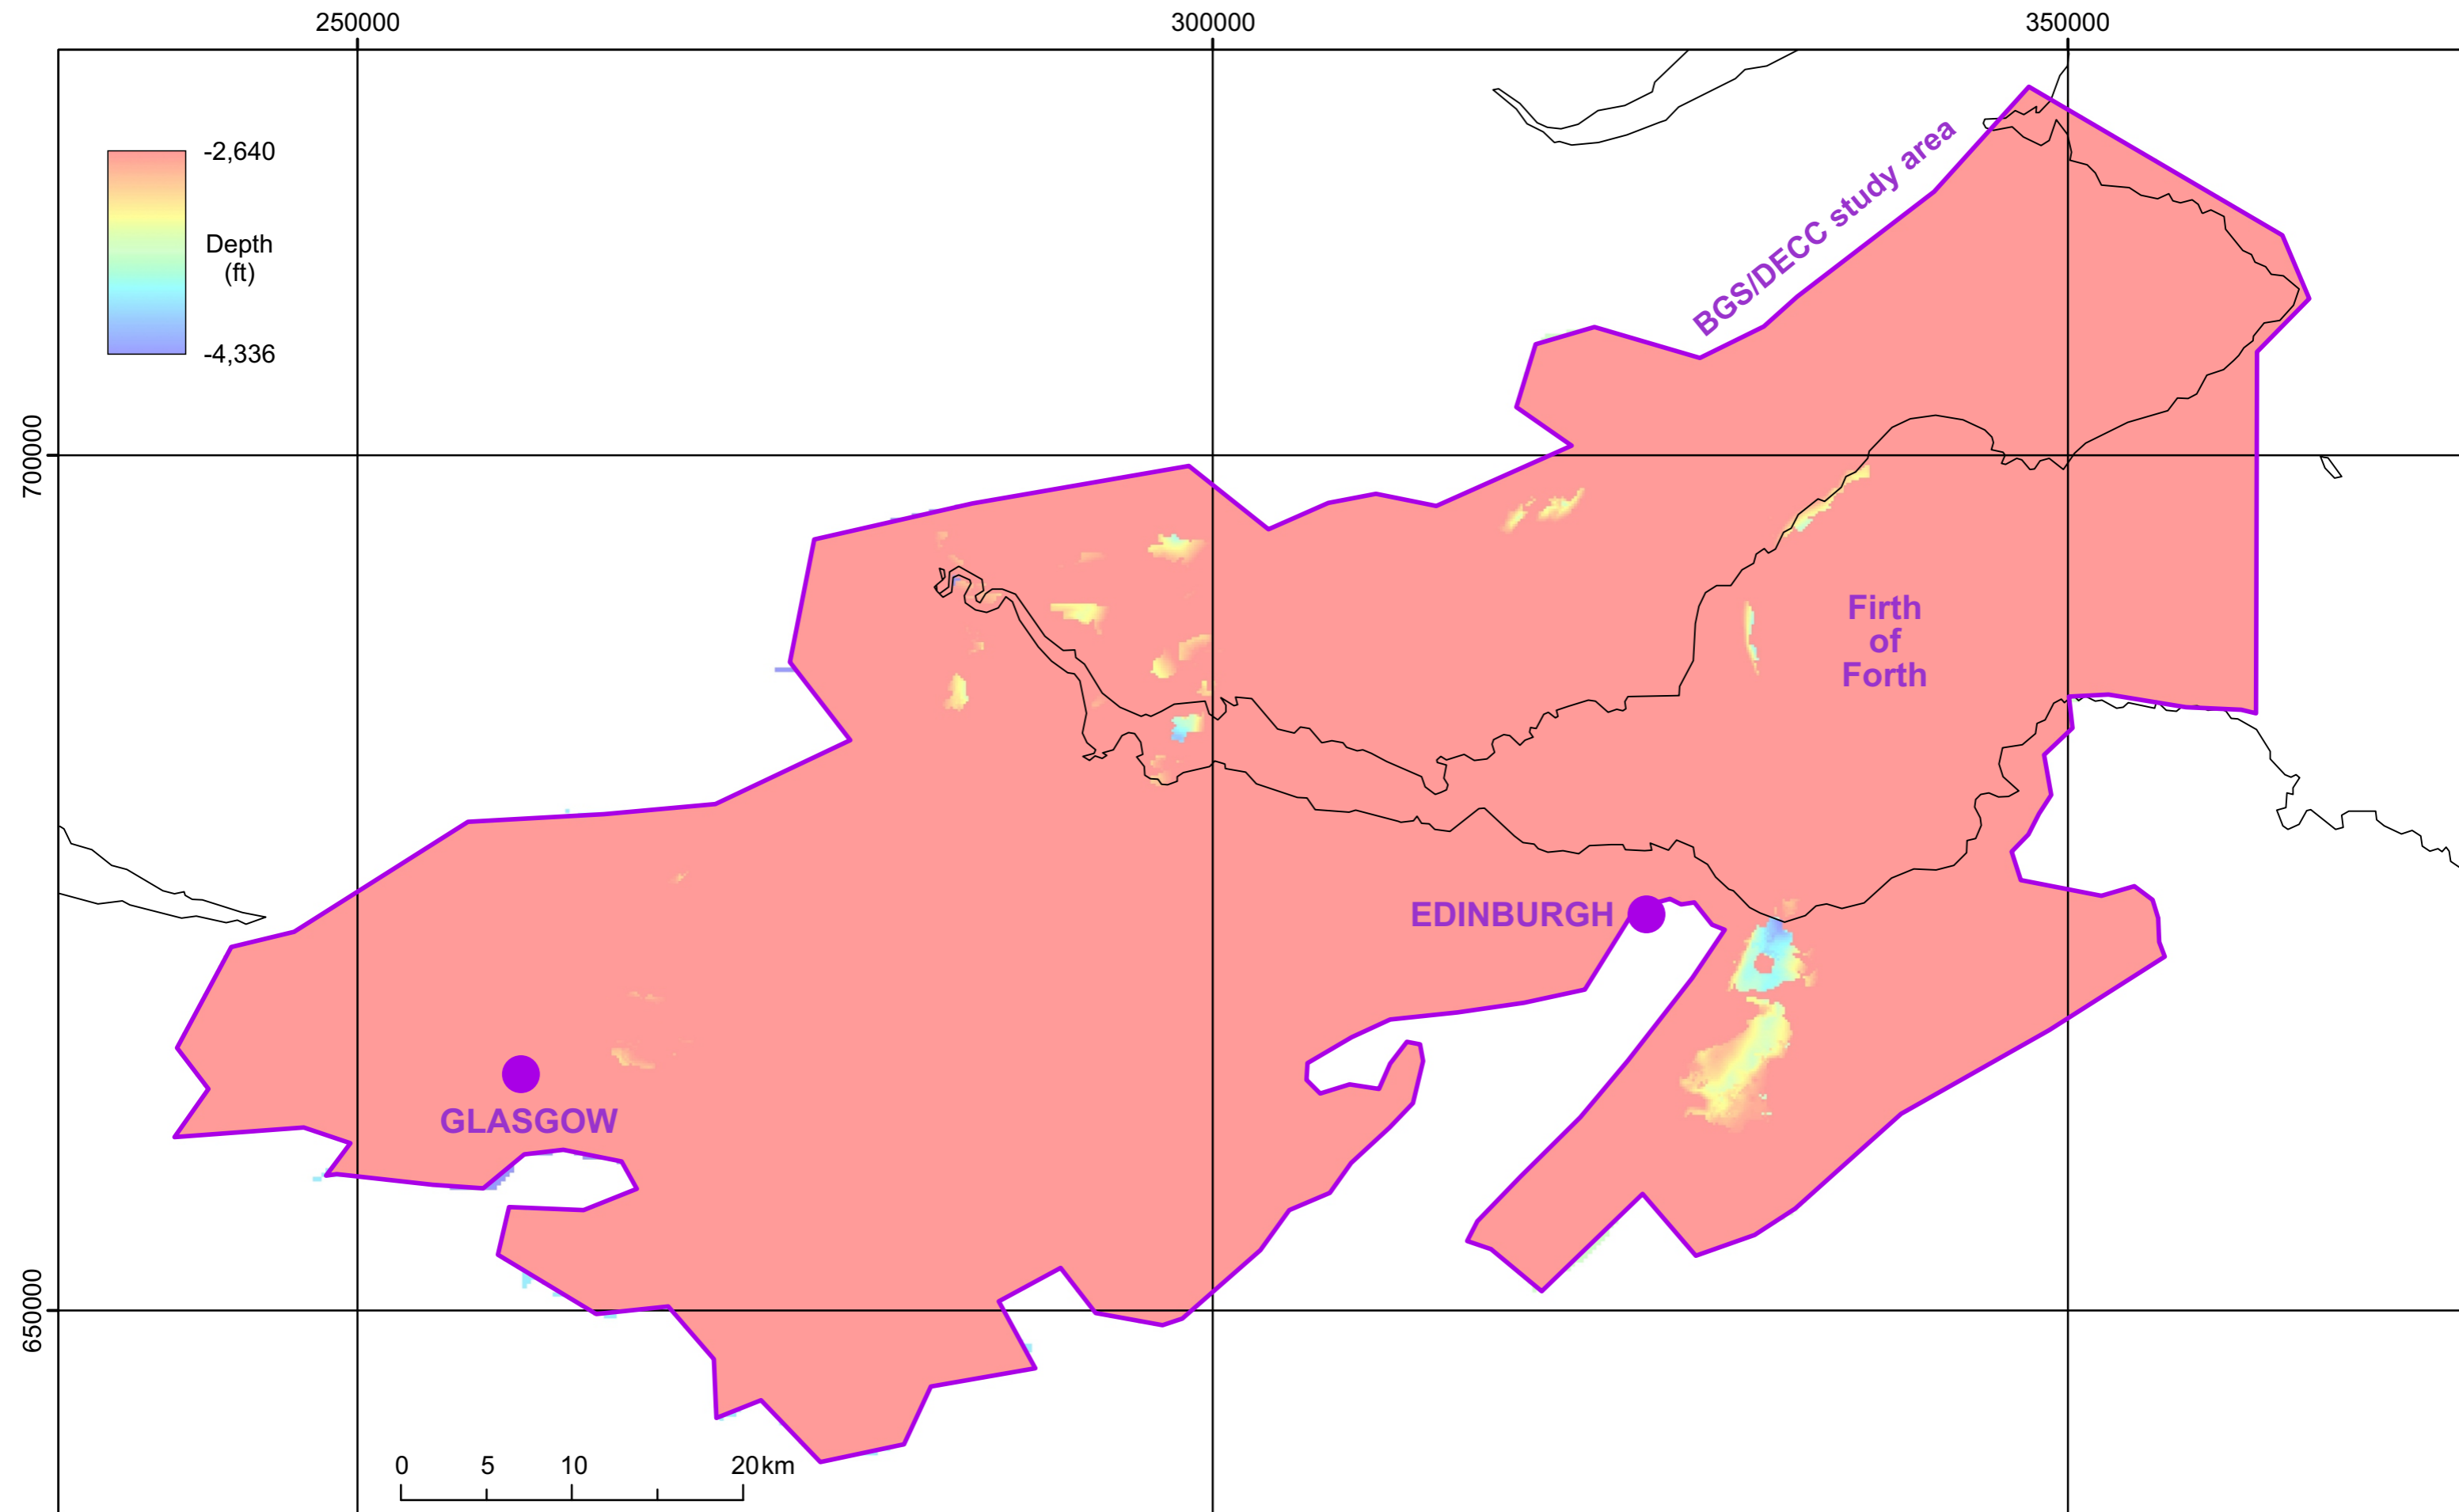 250000
300000
350000
-2,640
Depth
(ft)
-4,336
BGS/DECC study area
700000
Firth
of
Forth
EDINBURGH
GLASGOW
650000
0 5 10 20km